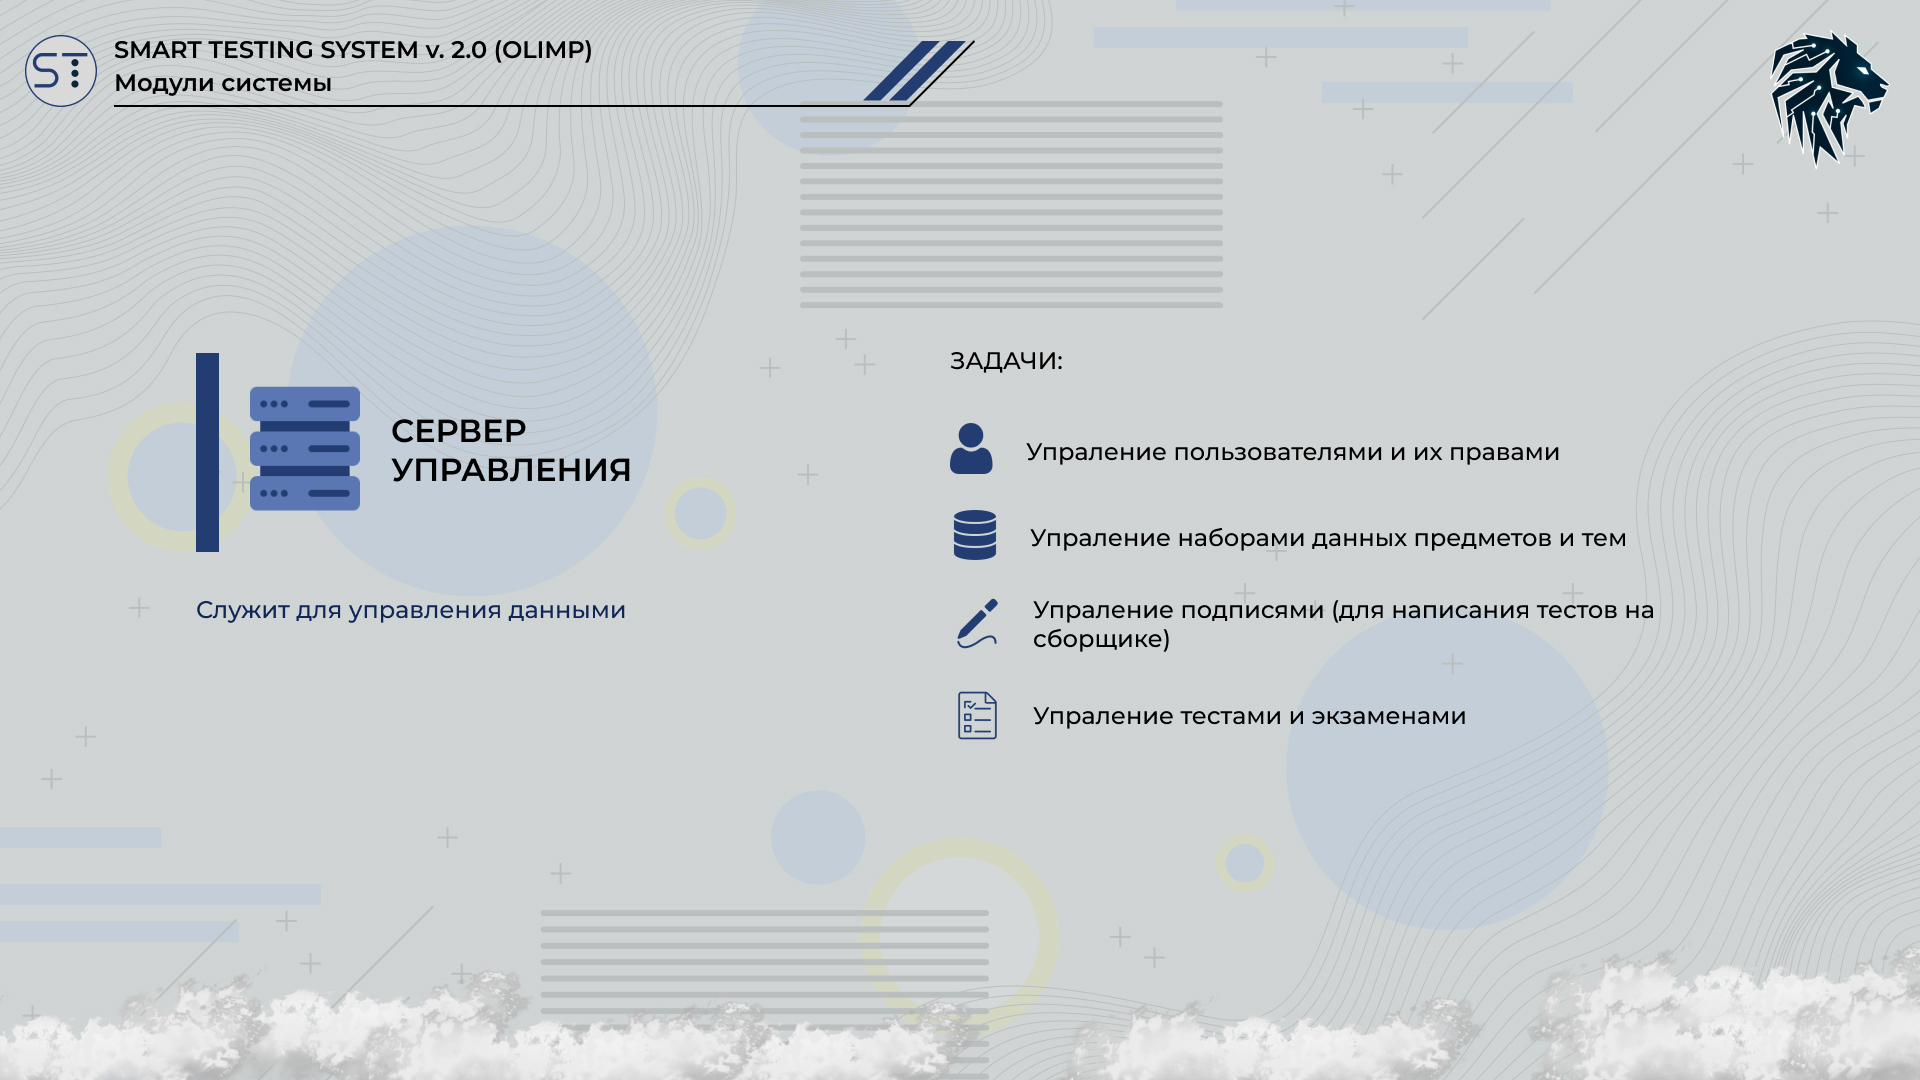 ST
SMART TESTING SYSTEM v. 2.0 (OLIMP)
Модули системы
СЕРВЕР
УПРАВЛЕНИЯ
Служит для управления данными
ЗАДАЧИ:
Упраление пользователями и их правами
Упраление наборами данных предметов и тем
Упраление подписями (для написания тестов на
сборщике)
Упраление тестами и экзаменами